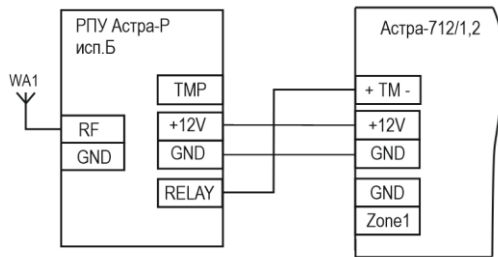 РПУ Астра-Р
исп.Б
WA1
RF
GND
TMP
+12V
GND
RELAY
Астра-712/1,2
+ TM -
+12V
GND
GND
Zone1